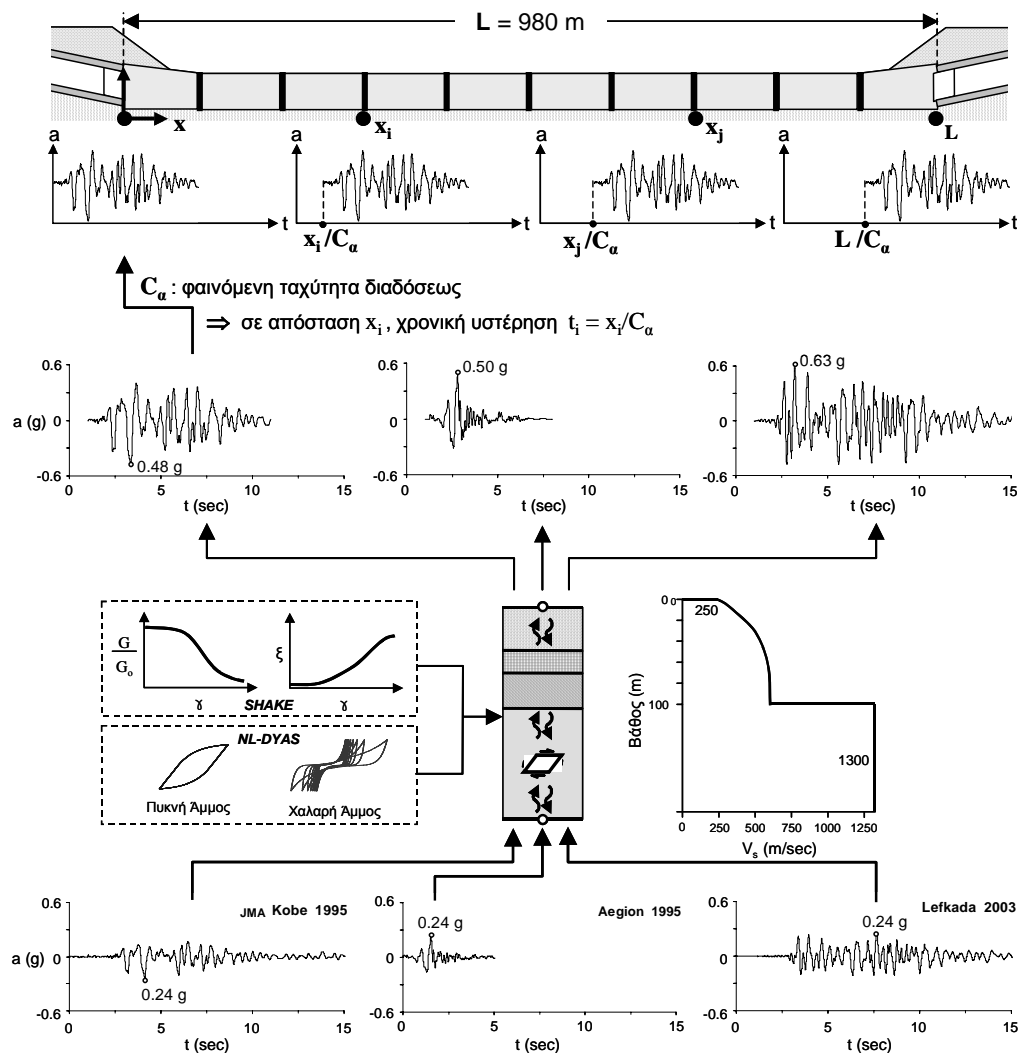 L = 980 m
x
xᵢ
xⱼ
L
a
a
a
a
t
t
t
t
xᵢ/Cα
xⱼ/Cα
L/Cα
Cα : φαινόμενη ταχύτητα διαδόσεως
⇒ σε απόσταση xᵢ, χρονική υστέρηση tᵢ = xᵢ/Cα
0.6
a (g) 0
-0.6
0.48 g
0 5 10 15
t (sec)
0.6
0
-0.6
0.50 g
0 5 10 15
t (sec)
0.6
0
-0.6
0.63 g
0 5 10 15
t (sec)
G/Gₒ
ξ
γ SHAKE γ
NL-DYAS
Πυκνή Άμμος
Χαλαρή Άμμος
0
0
250
100
1300
Βάθος (m)
0 250 500 750 1000 1250
Vₛ (m/sec)
JMA Kobe 1995
0.6
a (g) 0
-0.6
0.24 g
0 5 10 15
t (sec)
Aegion 1995
0.6
0
-0.6
0.24 g
0 5 10 15
t (sec)
Lefkada 2003
0.6
0
-0.6
0.24 g
0 5 10 15
t (sec)